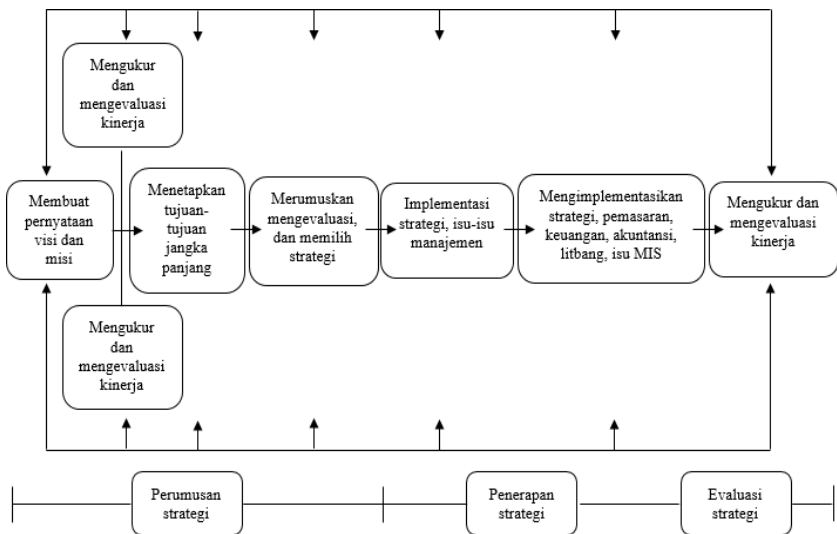 Mengukur
dan
mengevaluasi
kinerja
Membuat
pernyataan
visi dan
misi
Menetapkan
tujuan-
tujuan
jangka
panjang
Merumuskan
mengevaluasi,
dan memilih
strategi
Implementasi
strategi, isu-isu
manajemen
Mengimplementasikan
strategi, pemasaran,
keuangan, akuntansi,
litbang, isu MIS
Mengukur dan
mengevaluasi
kinerja
Mengukur
dan
mengevaluasi
kinerja
Perumusan
strategi
Penerapan
strategi
Evaluasi
strategi